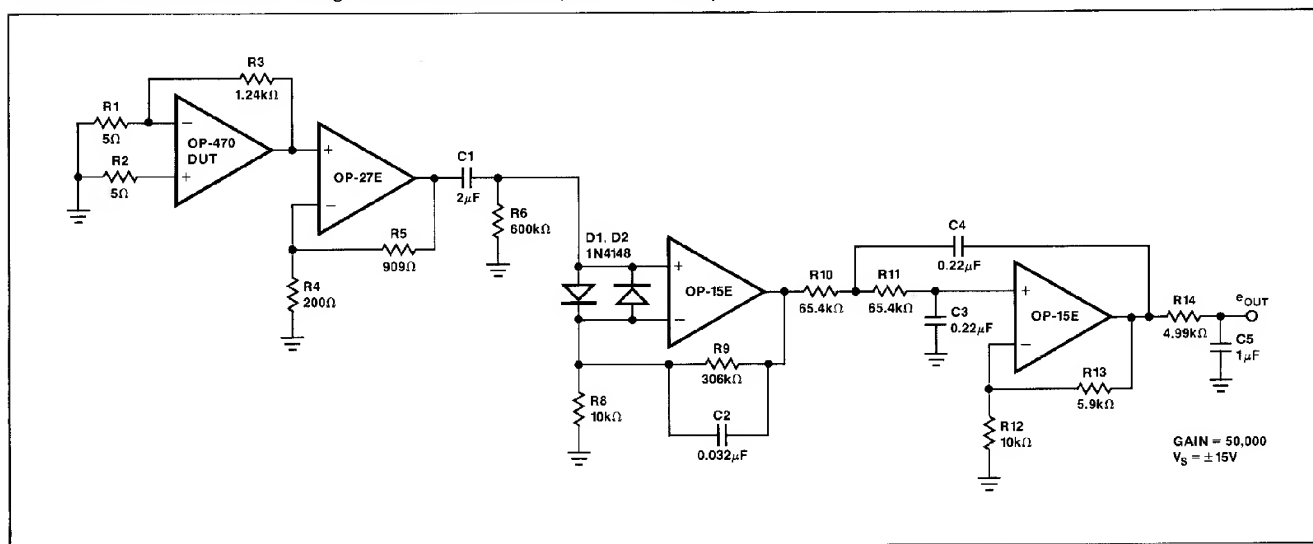 R3
1.24kΩ
R1
5Ω
R2
5Ω
−
+
OP-470
DUT
+
−
OP-27E
R5
909Ω
R4
200Ω
C1
2μF
R6
600kΩ
D1, D2
1N4148
+
−
OP-15E
R9
306kΩ
R8
10kΩ
C2
0.032μF
R10
65.4kΩ
R11
65.4kΩ
C4
0.22μF
C3
0.22μF
+
−
OP-15E
R13
5.9kΩ
R12
10kΩ
R14
4.99kΩ
eOUT
C5
1μF
GAIN = 50,000
VS = ±15V